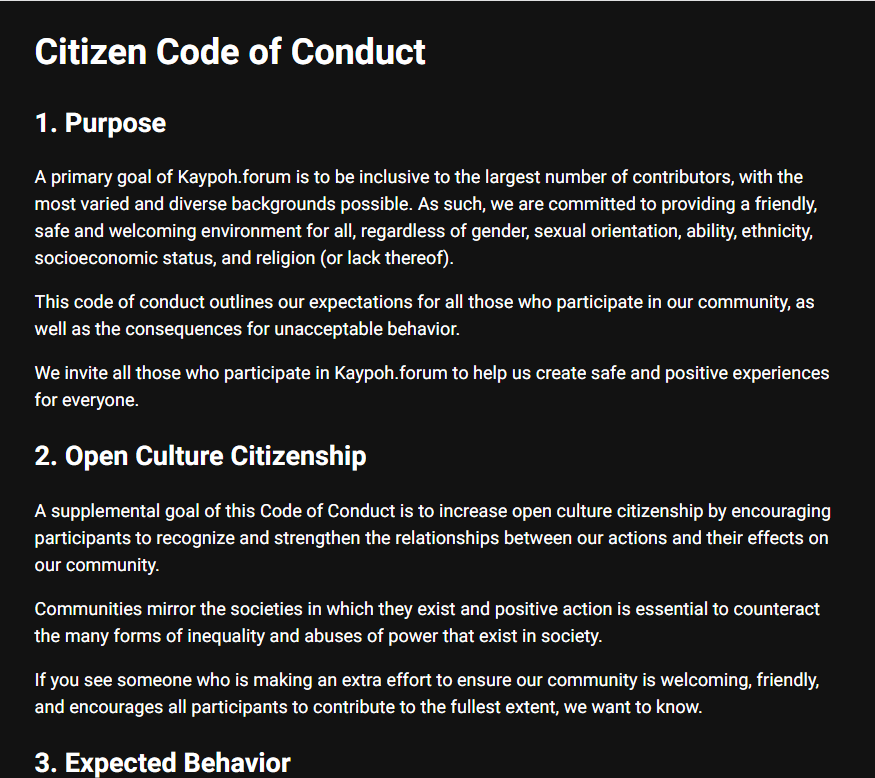 Citizen Code of Conduct
1. Purpose
A primary goal of Kaypoh.forum is to be inclusive to the largest number of contributors, with the
most varied and diverse backgrounds possible. As such, we are committed to providing a friendly,
safe and welcoming environment for all, regardless of gender, sexual orientation, ability, ethnicity,
socioeconomic status, and religion (or lack thereof).
This code of conduct outlines our expectations for all those who participate in our community, as
well as the consequences for unacceptable behavior.
We invite all those who participate in Kaypoh.forum to help us create safe and positive experiences
for everyone.
2. Open Culture Citizenship
A supplemental goal of this Code of Conduct is to increase open culture citizenship by encouraging
participants to recognize and strengthen the relationships between our actions and their effects on
our community.
Communities mirror the societies in which they exist and positive action is essential to counteract
the many forms of inequality and abuses of power that exist in society.
If you see someone who is making an extra effort to ensure our community is welcoming, friendly,
and encourages all participants to contribute to the fullest extent, we want to know.
3. Expected Behavior